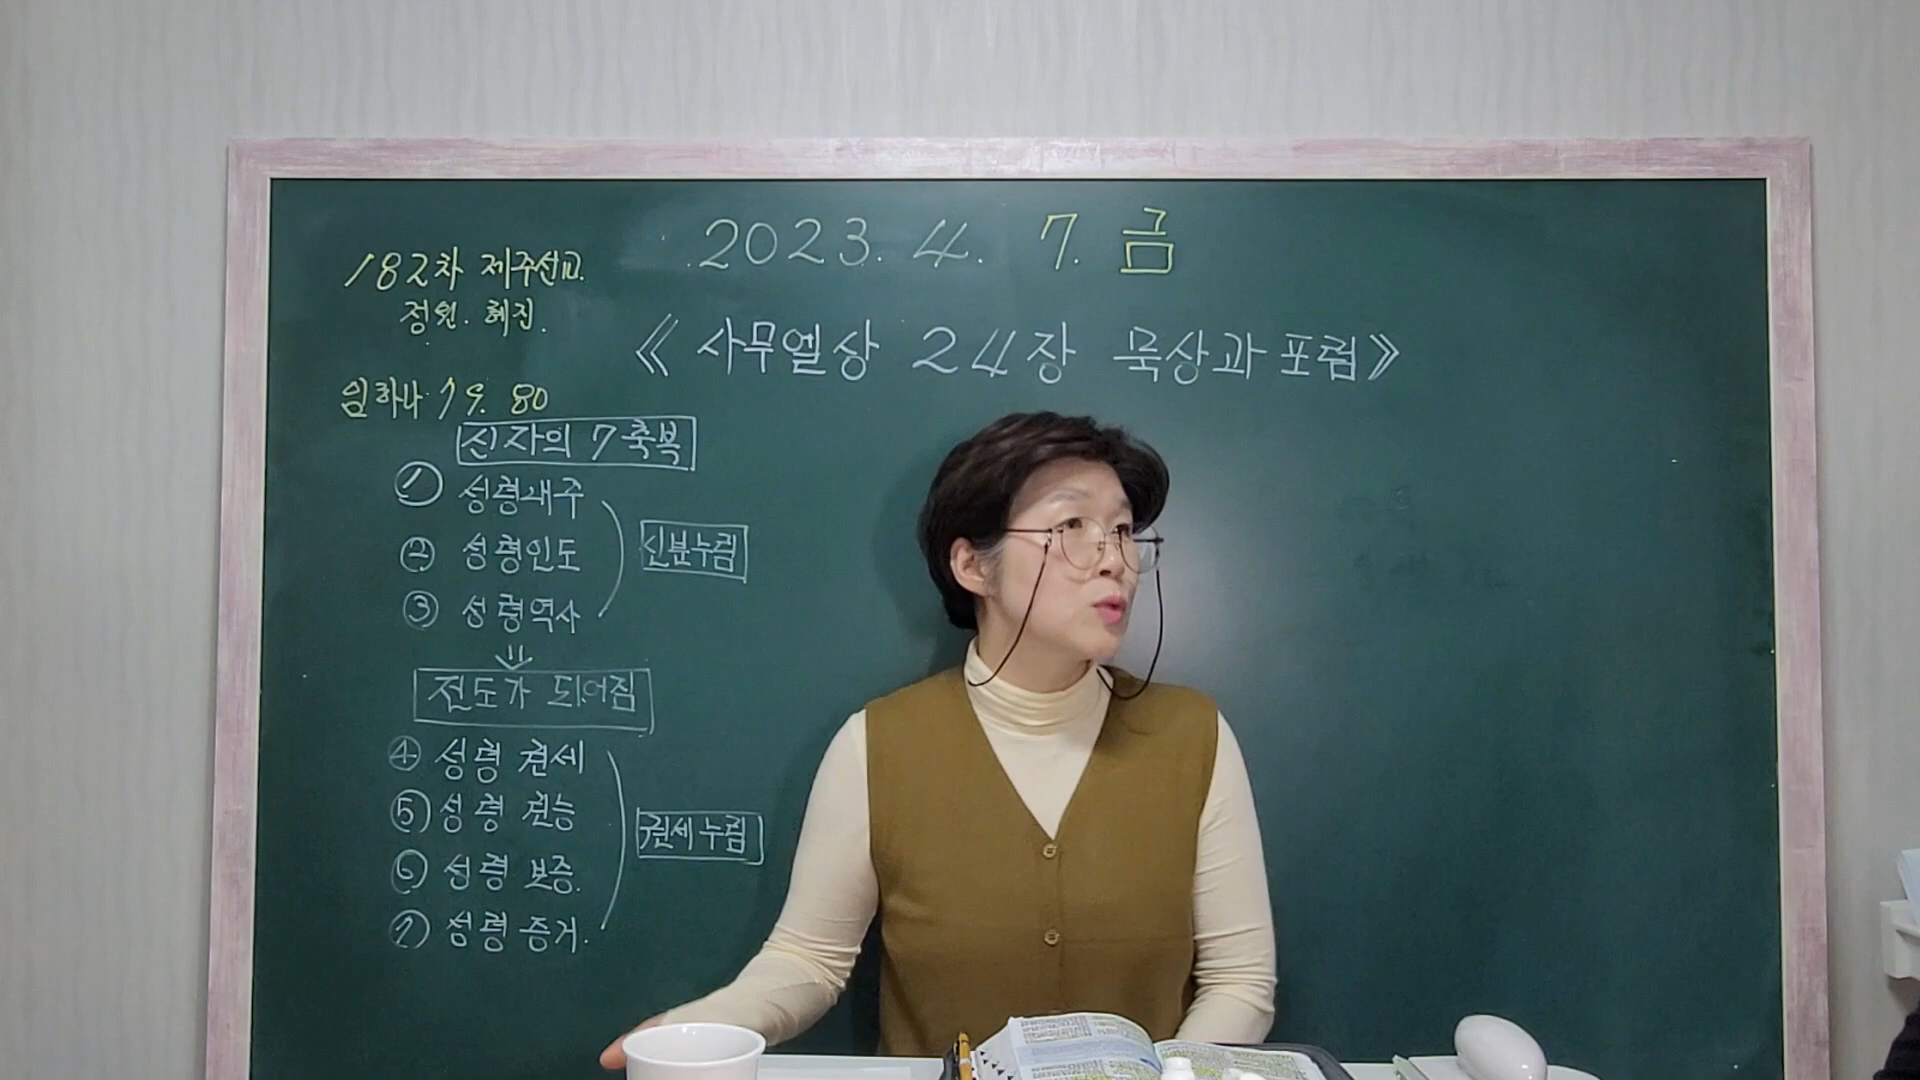 2023. 4. 7. 금
《 사무엘상 24장 묵상과 포럼》
182차 제주선교.
정원. 혜진.
임하나 79. 80
신자의 7축복
① 성령내주
② 성령인도
③ 성령역사
신분누림
전도가 되어짐
④ 성령 권세
⑤ 성령 권능
⑥ 성령 보증.
⑦ 성령 증거.
권세누림